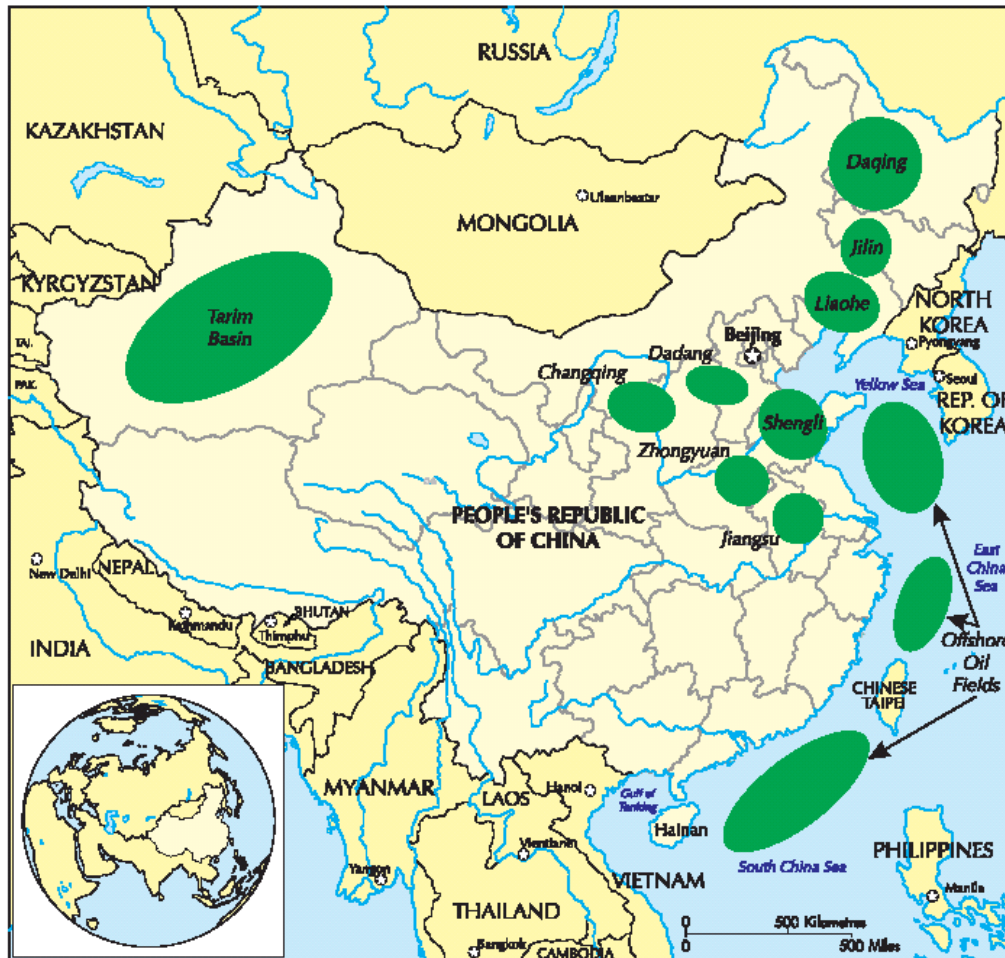 RUSSIA
KAZAKHSTAN
Daqing
Ulaanbaatar
MONGOLIA
Jilin
KYRGYZSTAN
Liaohe
NORTH
KOREA
Tarim
Basin
Beijing
Pyongyang
TAJ.
Dadang
Changqing
Yellow Sea
Seoul
PAK.
REP. OF
KOREA
Shengli
Zhongyuan
PEOPLE'S REPUBLIC
OF CHINA
Jiangsu
East
China
Sea
New Delhi
NEPAL
Kathmandu
BHUTAN
Thimphu
INDIA
BANGLADESH
Offshore
Oil
Fields
CHINESE
TAIPEI
MYANMAR
LAOS
Hanoi
Gulf of
Tonking
Hainan
Vientiane
PHILIPPINES
South China Sea
Yangon
VIETNAM
Manila
THAILAND
0 500 Kilometres
0 500 Miles
Bangkok
CAMBODIA